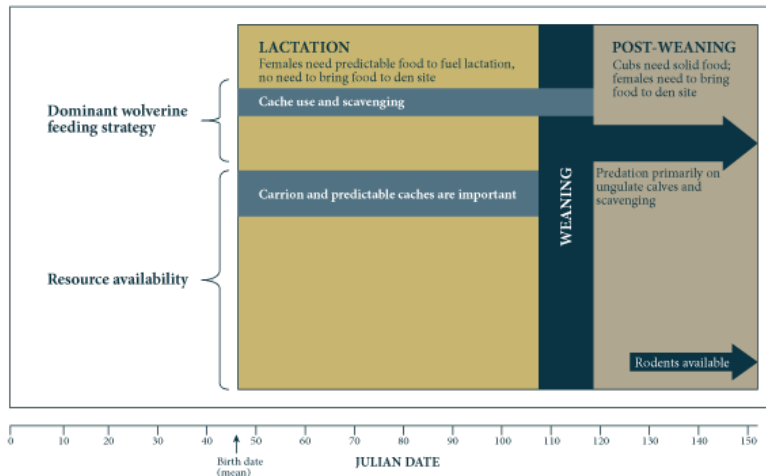 LACTATION
Females need predictable food to fuel lactation,
no need to bring food to den site
POST-WEANING
Cubs need solid food;
females need to bring
food to den site
Dominant wolverine
feeding strategy
Cache use and scavenging
Carrion and predictable caches are important
WEANING
Predation primarily on
ungulate calves and
scavenging
Resource availability
Rodents available
0 10 20 30 40 50 60 70 80 90 100 110 120 130 140 150
Birth date
(mean)
JULIAN DATE